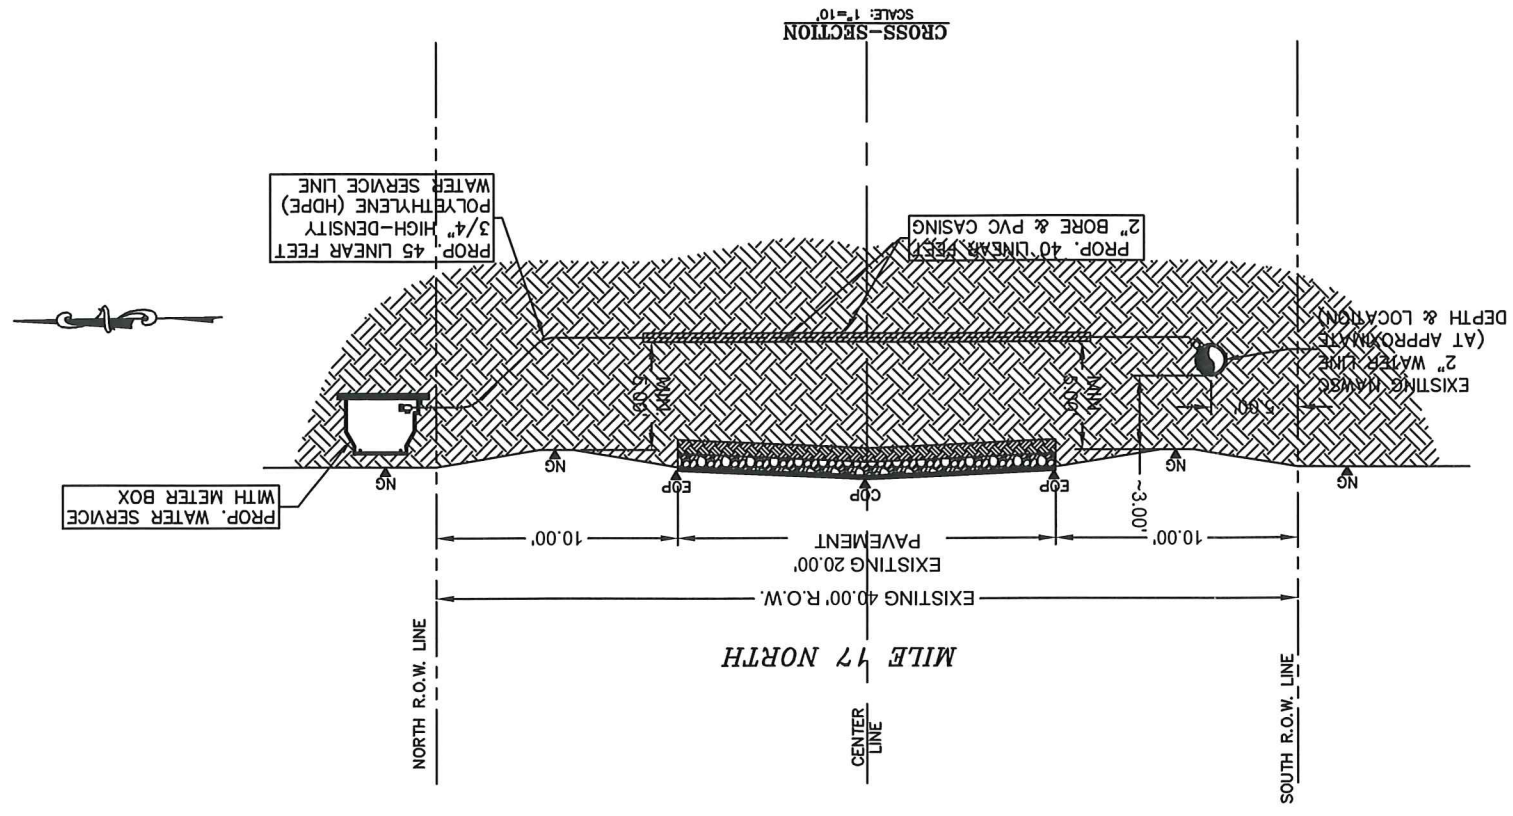 SOUTH R.O.W. LINE
CENTER
LINE
NORTH R.O.W. LINE
MILE 17 NORTH
EXISTING 40.00' R.O.W.
10.00'
EXISTING 20.00'
PAVEMENT
10.00'
~3.00'
NG
NG
EOP
COP
EOP
NG
NG
PROP. WATER SERVICE
WITH METER BOX
5.00'
MIN
5.00'
MIN
5.00'
EXISTING NAWSC
2" WATER LINE
(AT APPROXIMATE
DEPTH & LOCATION)
PROP. 40 LINEAR FEET
2" BORE & PVC CASING
PROP. 45 LINEAR FEET
3/4" HIGH-DENSITY
POLYETHYLENE (HDPE)
WATER SERVICE LINE
CROSS-SECTION
SCALE: 1"=10'